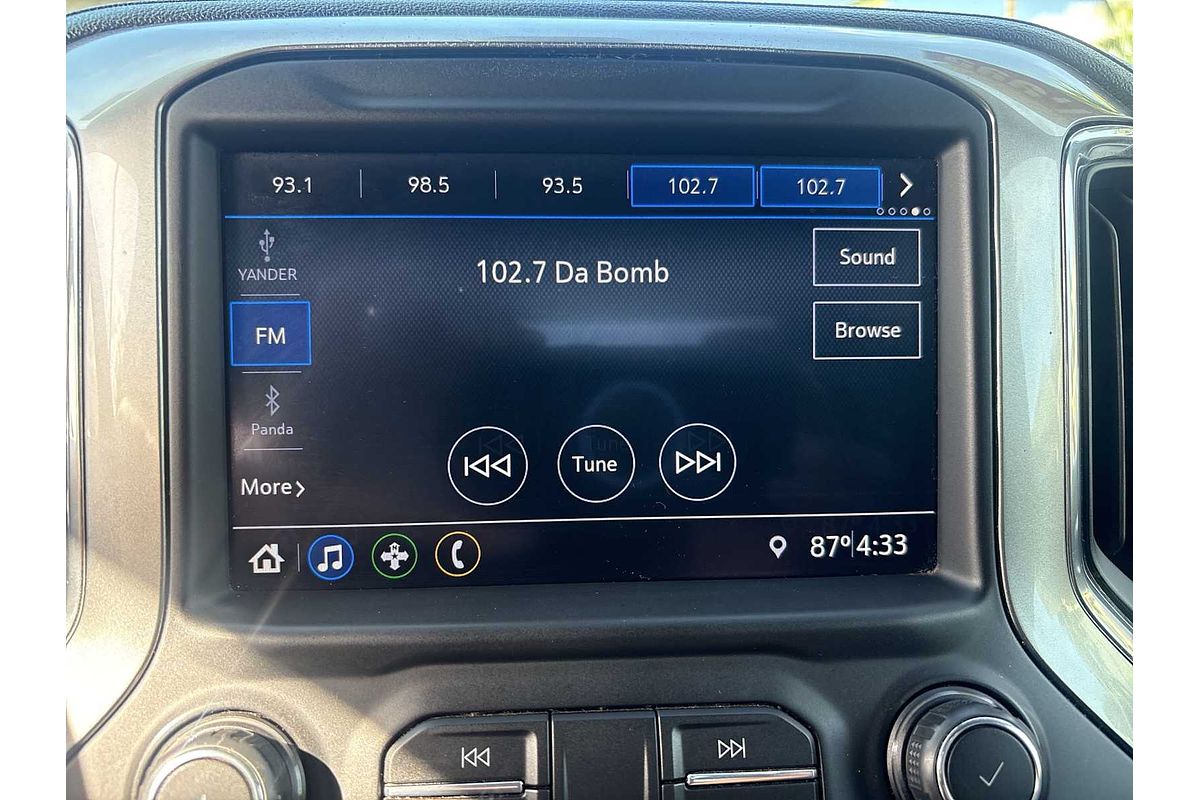 93.1 98.5 93.5 102.7 102.7
YANDER
102.7 Da Bomb
Sound
FM
Browse
Panda
Tune
More
87° 4:33